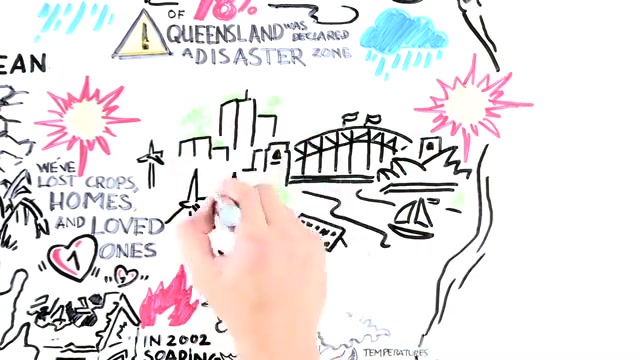 OF 78%
QUEENSLAND WAS DECLARED
A DISASTER ZONE
EAN
WE'VE
LOST CROPS,
HOMES,
AND LOVED
ONES
IN 2002
SOARING
TEMPERATURES